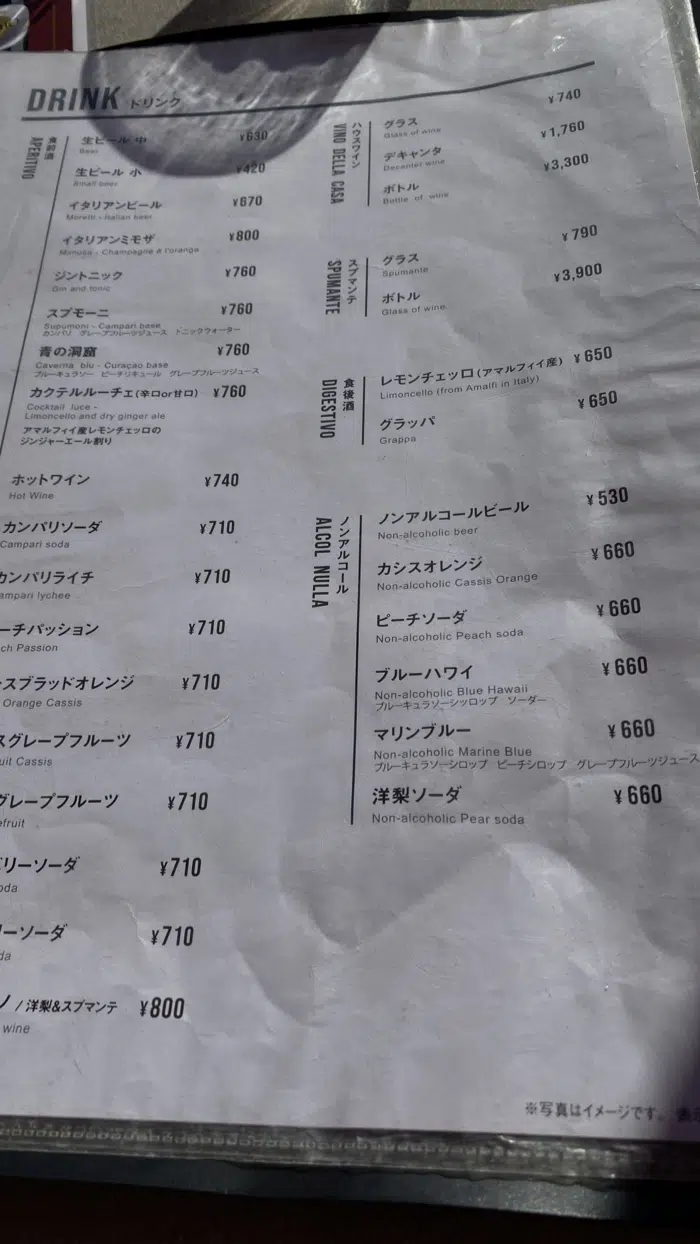 DRINK ドリンク
食前酒
APERITIVO
生ビール 中 ¥630
Beer
生ビール 小 ¥420
Small beer
イタリアンビール ¥670
Moretti - Italian beer
イタリアンミモザ ¥800
Mimosa - Champagne à l'orange
ジントニック ¥760
Gin and tonic
スプモーニ ¥760
Supumoni - Campari base
カンパリ グレープフルーツジュース トニックウォーター
青の洞窟 ¥760
Caverna blu - Curaçao base
ブルーキュラソー ピーチリキュール グレープフルーツジュース
カクテルルーチェ(辛口or甘口) ¥760
Cocktail luce -
Limoncello and dry ginger ale
アマルフィイ産レモンチェッロの
ジンジャーエール割り
ホットワイン ¥740
Hot Wine
カンパリソーダ ¥710
Campari soda
カンパリライチ ¥710
ampari lychee
ーチパッション ¥710
ch Passion
スブラッドオレンジ ¥710
Orange Cassis
スグレープフルーツ ¥710
uit Cassis
グレープフルーツ ¥710
efruit
リーソーダ ¥710
oda
ーソーダ ¥710
da
ノ / 洋梨&スプマンテ ¥800
wine
ハウスワイン
VINO DELLA CASA
グラス ¥740
Glass of wine
デキャンタ ¥1,760
Decanter wine
ボトル ¥3,300
Bottle of wine
スプマンテ
SPUMANTE
グラス ¥790
Spumante
ボトル ¥3,900
Glass of wine
食後酒
DIGESTIVO
レモンチェッロ(アマルフィイ産) ¥650
Limoncello (from Amalfi in Italy)
グラッパ ¥650
Grappa
ノンアルコール
ALCOL NULLA
ノンアルコールビール ¥530
Non-alcoholic beer
カシスオレンジ ¥660
Non-alcoholic Cassis Orange
ピーチソーダ ¥660
Non-alcoholic Peach soda
ブルーハワイ ¥660
Non-alcoholic Blue Hawaii
ブルーキュラソーシッロップ ソーダー
マリンブルー ¥660
Non-alcoholic Marine Blue
ブルーキュラソーシロップ ピーチシロップ グレープフルーツジュース
洋梨ソーダ ¥660
Non-alcoholic Pear soda
※写真はイメージです。 表示